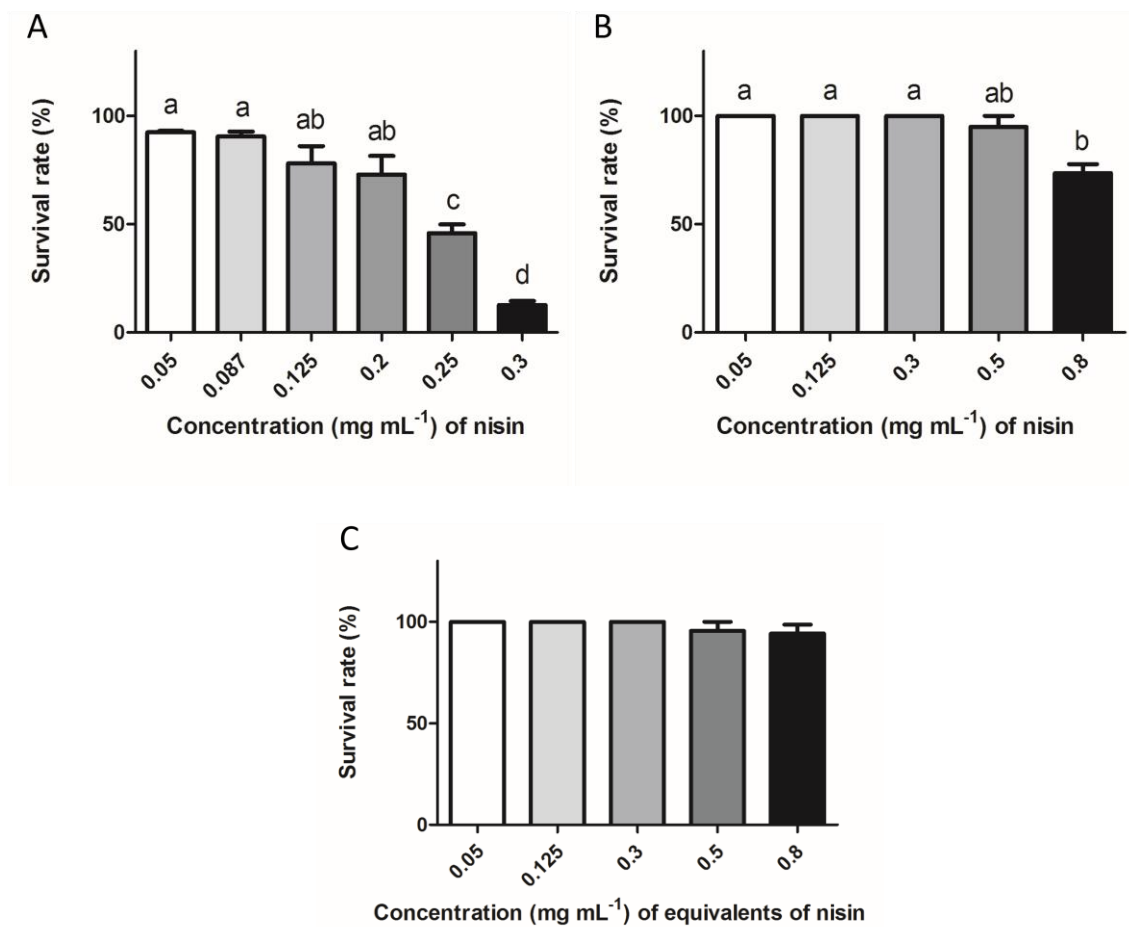 A
Survival rate (%)
100
50
0
a
a
ab
ab
c
d
0.05
0.087
0.125
0.2
0.25
0.3
Concentration (mg mL⁻¹) of nisin
B
Survival rate (%)
100
50
0
a
a
a
ab
b
0.05
0.125
0.3
0.5
0.8
Concentration (mg mL⁻¹) of nisin
C
Survival rate (%)
100
50
0
0.05
0.125
0.3
0.5
0.8
Concentration (mg mL⁻¹) of equivalents of nisin